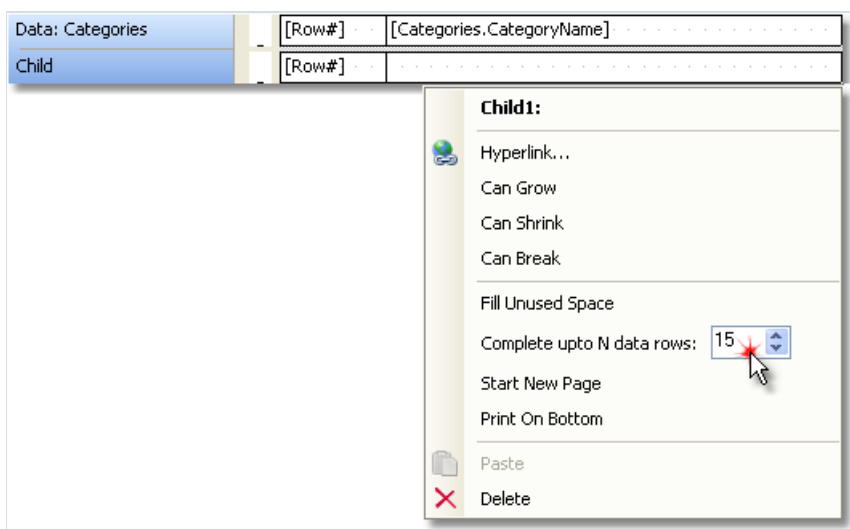 Data: Categories [Row#] [Categories.CategoryName]
Child [Row#]
Child1:
Hyperlink...
Can Grow
Can Shrink
Can Break
Fill Unused Space
Complete upto N data rows: 15
Start New Page
Print On Bottom
Paste
Delete